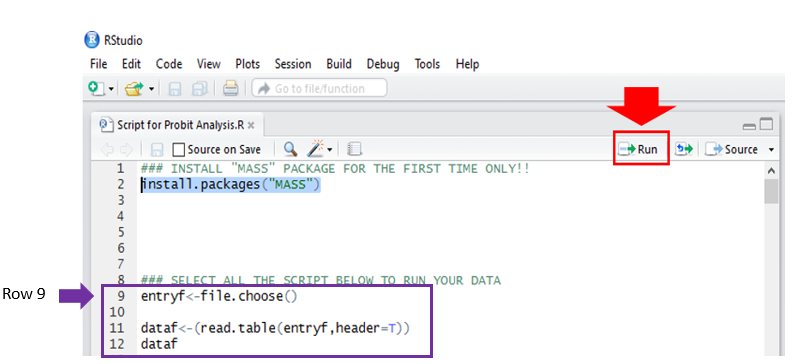 RStudio
File Edit Code View Plots Session Build Debug Tools Help
Go to file/function
Script for Probit Analysis.R ×
Source on Save Run Source
1 ### INSTALL "MASS" PACKAGE FOR THE FIRST TIME ONLY!!
2 install.packages("MASS")
3
4
5
6
7
8 ### SELECT ALL THE SCRIPT BELOW TO RUN YOUR DATA
Row 9 9 entryf<-file.choose()
10
11 dataf<-(read.table(entryf,header=T))
12 dataf